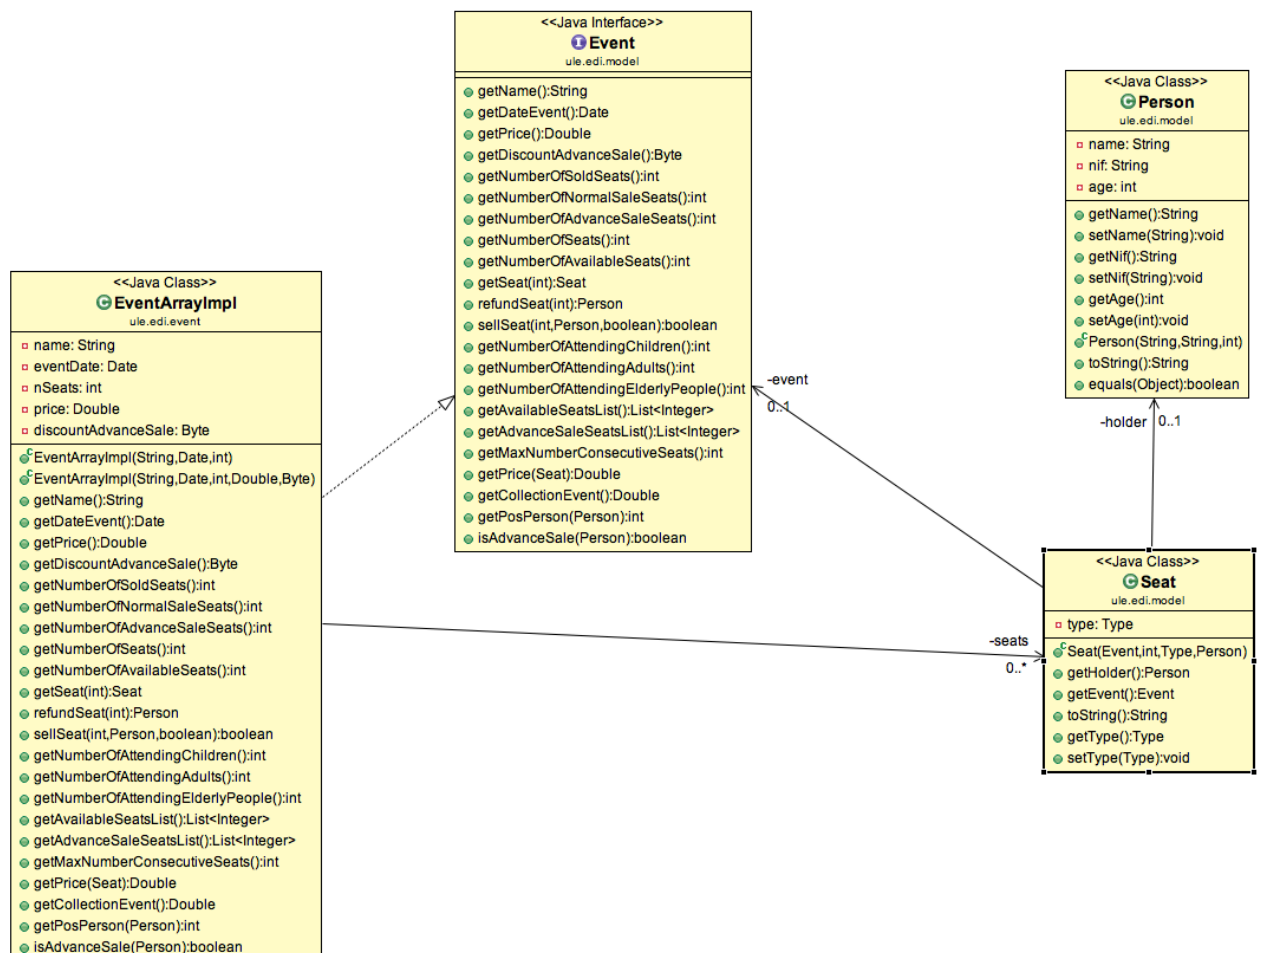 <<Java Interface>>
Event
ule.edi.model
getName():String
getDateEvent():Date
getPrice():Double
getDiscountAdvanceSale():Byte
getNumberOfSoldSeats():int
getNumberOfNormalSaleSeats():int
getNumberOfAdvanceSaleSeats():int
getNumberOfSeats():int
getNumberOfAvailableSeats():int
getSeat(int):Seat
refundSeat(int):Person
sellSeat(int,Person,boolean):boolean
getNumberOfAttendingChildren():int
getNumberOfAttendingAdults():int
getNumberOfAttendingElderlyPeople():int
getAvailableSeatsList():List<Integer>
getAdvanceSaleSeatsList():List<Integer>
getMaxNumberConsecutiveSeats():int
getPrice(Seat):Double
getCollectionEvent():Double
getPosPerson(Person):int
isAdvanceSale(Person):boolean
<<Java Class>>
Person
ule.edi.model
name: String
nif: String
age: int
getName():String
setName(String):void
getNif():String
setNif(String):void
getAge():int
setAge(int):void
Person(String,String,int)
toString():String
equals(Object):boolean
<<Java Class>>
EventArrayImpl
ule.edi.event
name: String
eventDate: Date
nSeats: int
price: Double
discountAdvanceSale: Byte
EventArrayImpl(String,Date,int)
EventArrayImpl(String,Date,int,Double,Byte)
getName():String
getDateEvent():Date
getPrice():Double
getDiscountAdvanceSale():Byte
getNumberOfSoldSeats():int
getNumberOfNormalSaleSeats():int
getNumberOfAdvanceSaleSeats():int
getNumberOfSeats():int
getNumberOfAvailableSeats():int
getSeat(int):Seat
refundSeat(int):Person
sellSeat(int,Person,boolean):boolean
getNumberOfAttendingChildren():int
getNumberOfAttendingAdults():int
getNumberOfAttendingElderlyPeople():int
getAvailableSeatsList():List<Integer>
getAdvanceSaleSeatsList():List<Integer>
getMaxNumberConsecutiveSeats():int
getPrice(Seat):Double
getCollectionEvent():Double
getPosPerson(Person):int
isAdvanceSale(Person):boolean
-event
0..1
-holder 0..1
-seats
0..*
<<Java Class>>
Seat
ule.edi.model
type: Type
Seat(Event,int,Type,Person)
getHolder():Person
getEvent():Event
toString():String
getType():Type
setType(Type):void